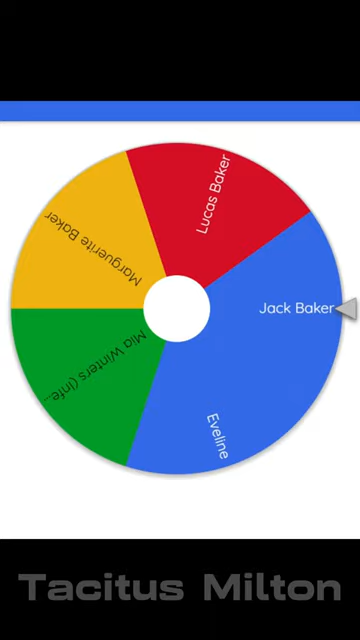 Lucas Baker
Marguerite Baker
Jack Baker
Mia Winters (Infe...
Eveline
Tacitus Milton